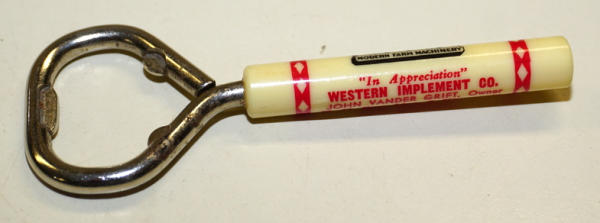 MODERN FARM MACHINERY
"In Appreciation"
WESTERN IMPLEMENT CO.
JOHN VANDER GRIFT, Owner